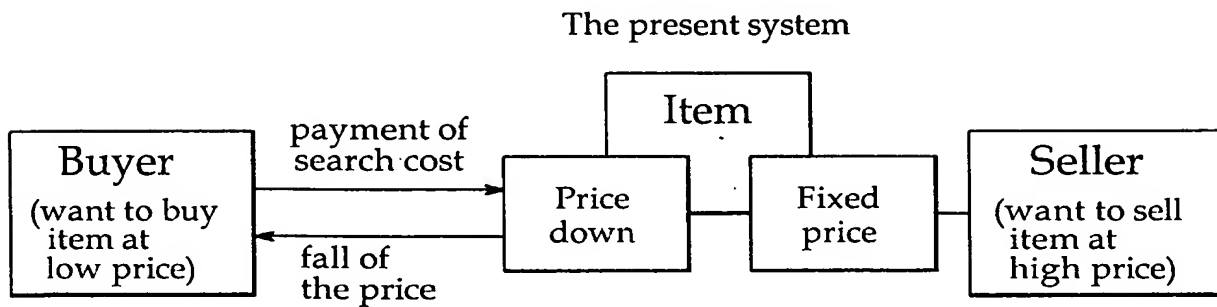 The present system
Item
Buyer
(want to buy
item at
low price)
payment of
search cost
fall of
the price
Price
down
Fixed
price
Seller
(want to sell
item at
high price)